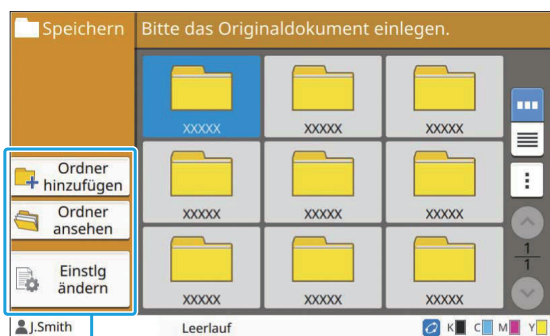 Speichern
Bitte das Originaldokument einlegen.
XXXXX XXXXX XXXXX
Ordner
hinzufügen
Ordner
ansehen
XXXXX XXXXX XXXXX
Einstlg
ändern
1
1
XXXXX XXXXX XXXXX
J.Smith Leerlauf K C M Y